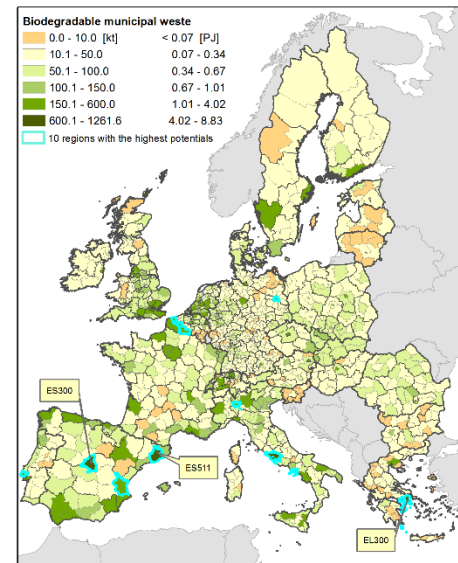 Biodegradable municipal weste
0.0 - 10.0 [kt] < 0.07 [PJ]
10.1 - 50.0 0.07 - 0.34
50.1 - 100.0 0.34 - 0.67
100.1 - 150.0 0.67 - 1.01
150.1 - 600.0 1.01 - 4.02
600.1 - 1261.6 4.02 - 8.83
10 regions with the highest potentials
ES300
ES511
EL300